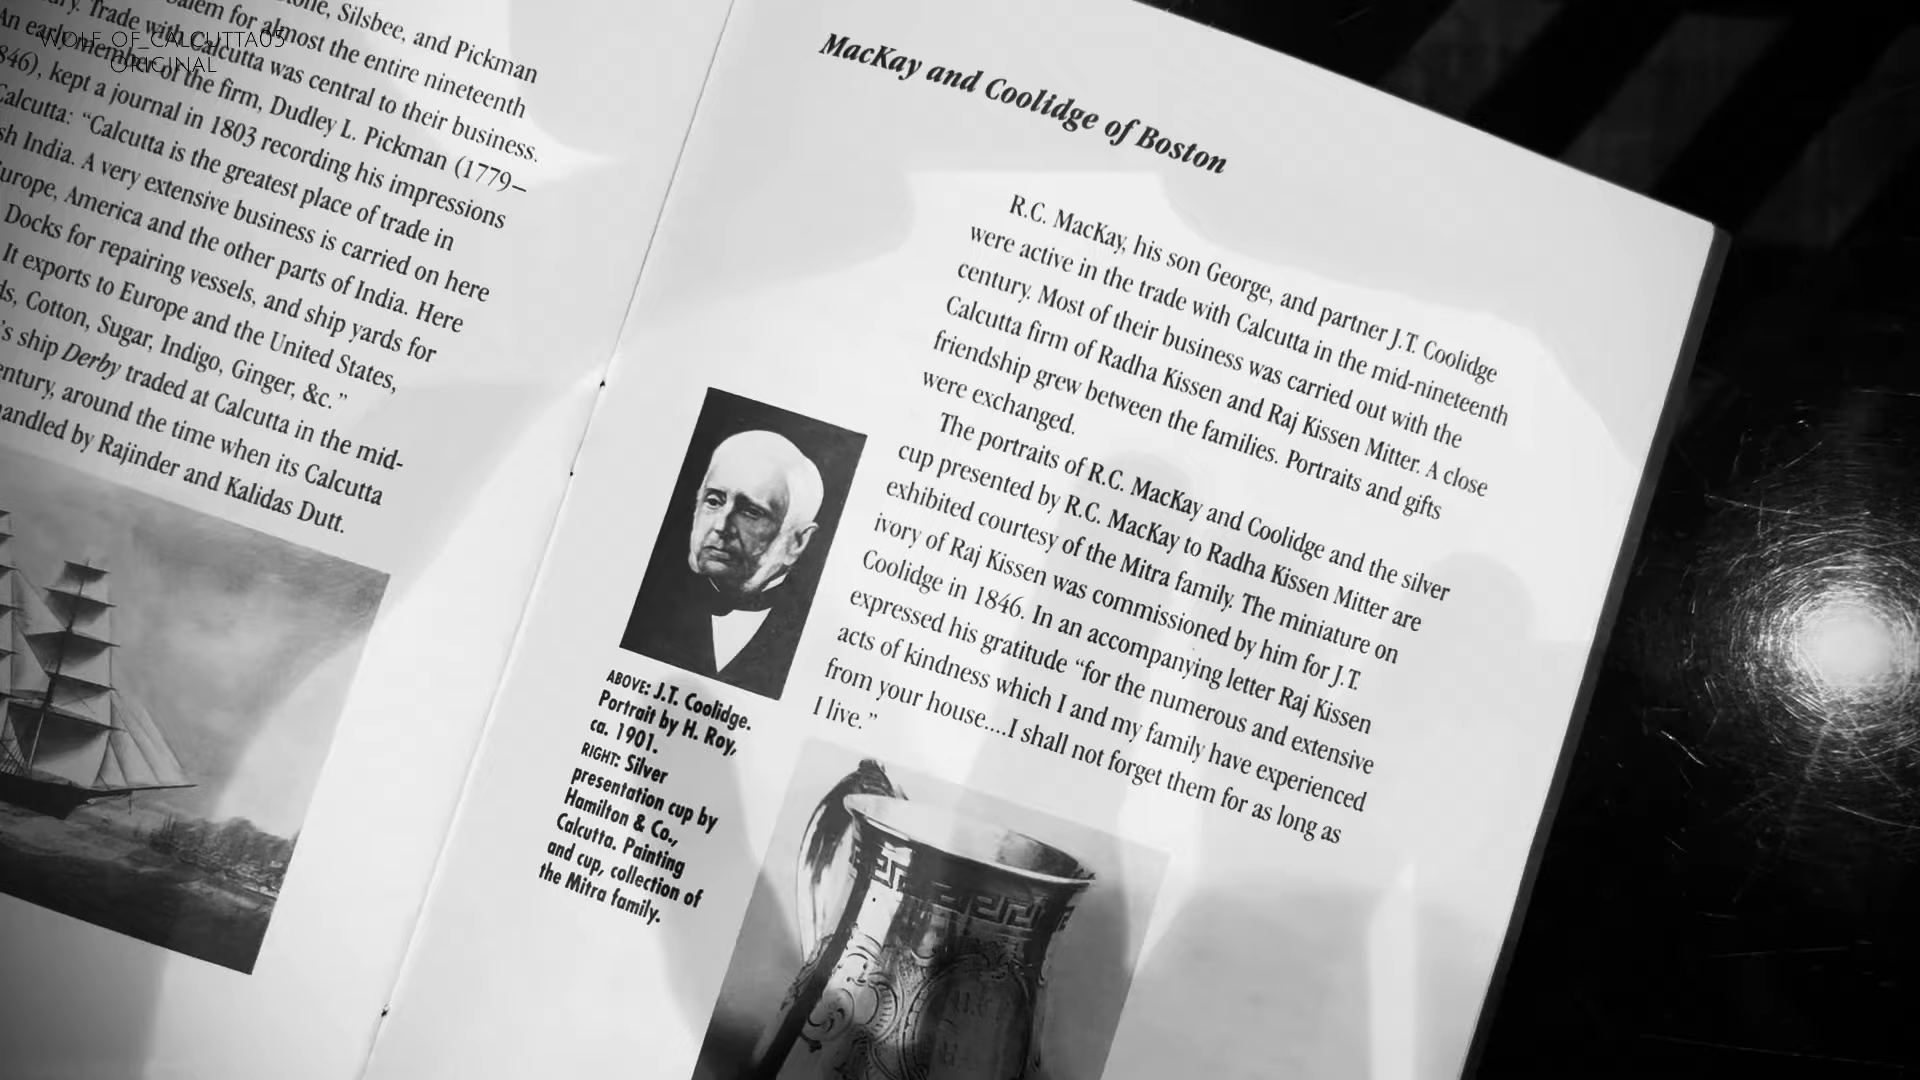 WOLF_OF_CALCUTTA05
ORIGINAL
Silsbee, and Pickman
for almost the entire nineteenth
Trade with Calcutta was central to their business.
An early member of the firm, Dudley L. Pickman (1779–
846), kept a journal in 1803 recording his impressions
Calcutta: “Calcutta is the greatest place of trade in
sh India. A very extensive business is carried on here
urope, America and the other parts of India. Here
Docks for repairing vessels, and ship yards for
It exports to Europe and the United States,
ds, Cotton, Sugar, Indigo, Ginger, &c.”
’s ship Derby traded at Calcutta in the mid-
entury, around the time when its Calcutta
handled by Rajinder and Kalidas Dutt.
MacKay and Coolidge of Boston
R.C. MacKay, his son George, and partner J.T. Coolidge
were active in the trade with Calcutta in the mid-nineteenth
century. Most of their business was carried out with the
Calcutta firm of Radha Kissen and Raj Kissen Mitter. A close
friendship grew between the families. Portraits and gifts
were exchanged.
The portraits of R.C. MacKay and Coolidge and the silver
cup presented by R.C. MacKay to Radha Kissen Mitter are
exhibited courtesy of the Mitra family. The miniature on
ivory of Raj Kissen was commissioned by him for J.T.
Coolidge in 1846. In an accompanying letter Raj Kissen
expressed his gratitude “for the numerous and extensive
acts of kindness which I and my family have experienced
from your house....I shall not forget them for as long as
I live.”
ABOVE: J.T. Coolidge.
Portrait by H. Roy,
ca. 1901.
RIGHT: Silver
presentation cup by
Hamilton & Co.,
Calcutta. Painting
and cup, collection of
the Mitra family.